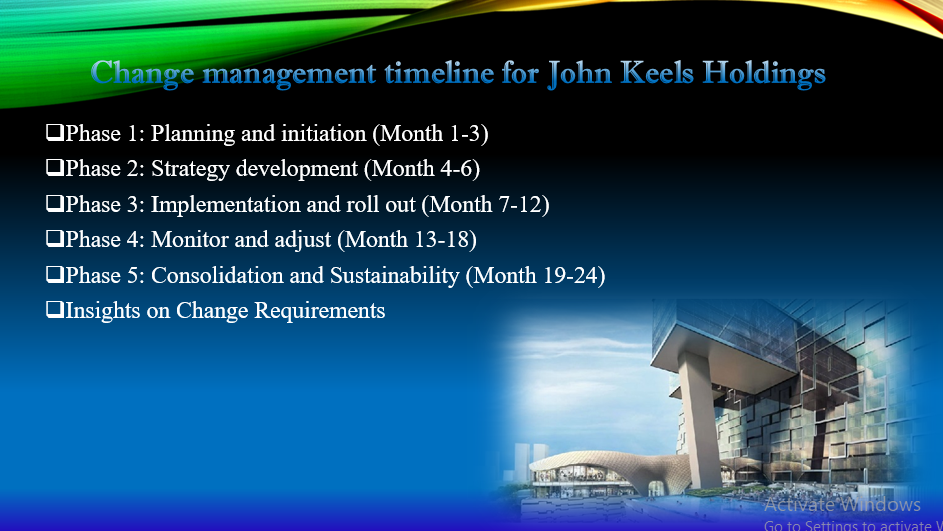 Change management timeline for John Keels Holdings
❑Phase 1: Planning and initiation (Month 1-3)
❑Phase 2: Strategy development (Month 4-6)
❑Phase 3: Implementation and roll out (Month 7-12)
❑Phase 4: Monitor and adjust (Month 13-18)
❑Phase 5: Consolidation and Sustainability (Month 19-24)
❑Insights on Change Requirements
Activate Windows
Go to Settings to activate W